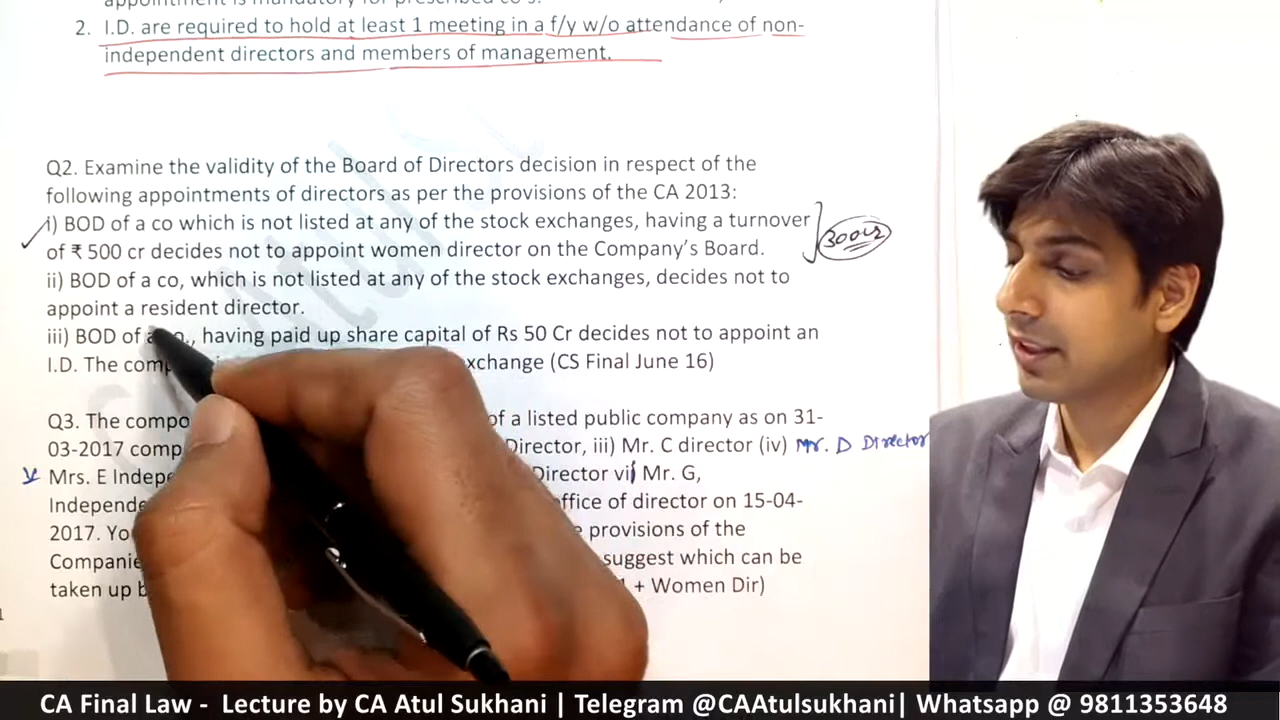 2. I.D. are required to hold at least 1 meeting in a f/y w/o attendance of non-
independent directors and members of management.
Q2. Examine the validity of the Board of Directors decision in respect of the
following appointments of directors as per the provisions of the CA 2013:
i) BOD of a co which is not listed at any of the stock exchanges, having a turnover
of ₹ 500 cr decides not to appoint women director on the Company's Board.
300cr
ii) BOD of a co, which is not listed at any of the stock exchanges, decides not to
appoint a resident director.
iii) BOD of a , having paid up share capital of Rs 50 Cr decides not to appoint an
I.D. The exchange (CS Final June 16)
Q3. The of a listed public company as on 31-
03-2017 Director, iii) Mr. C director (iv) Mr. D Director
Mrs. E Director vi) Mr. G,
office of director on 15-04-
2017. provisions of the
suggest which can be
taken up + Women Dir)
CA Final Law - Lecture by CA Atul Sukhani | Telegram @CAAtulsukhani| Whatsapp @ 9811353648